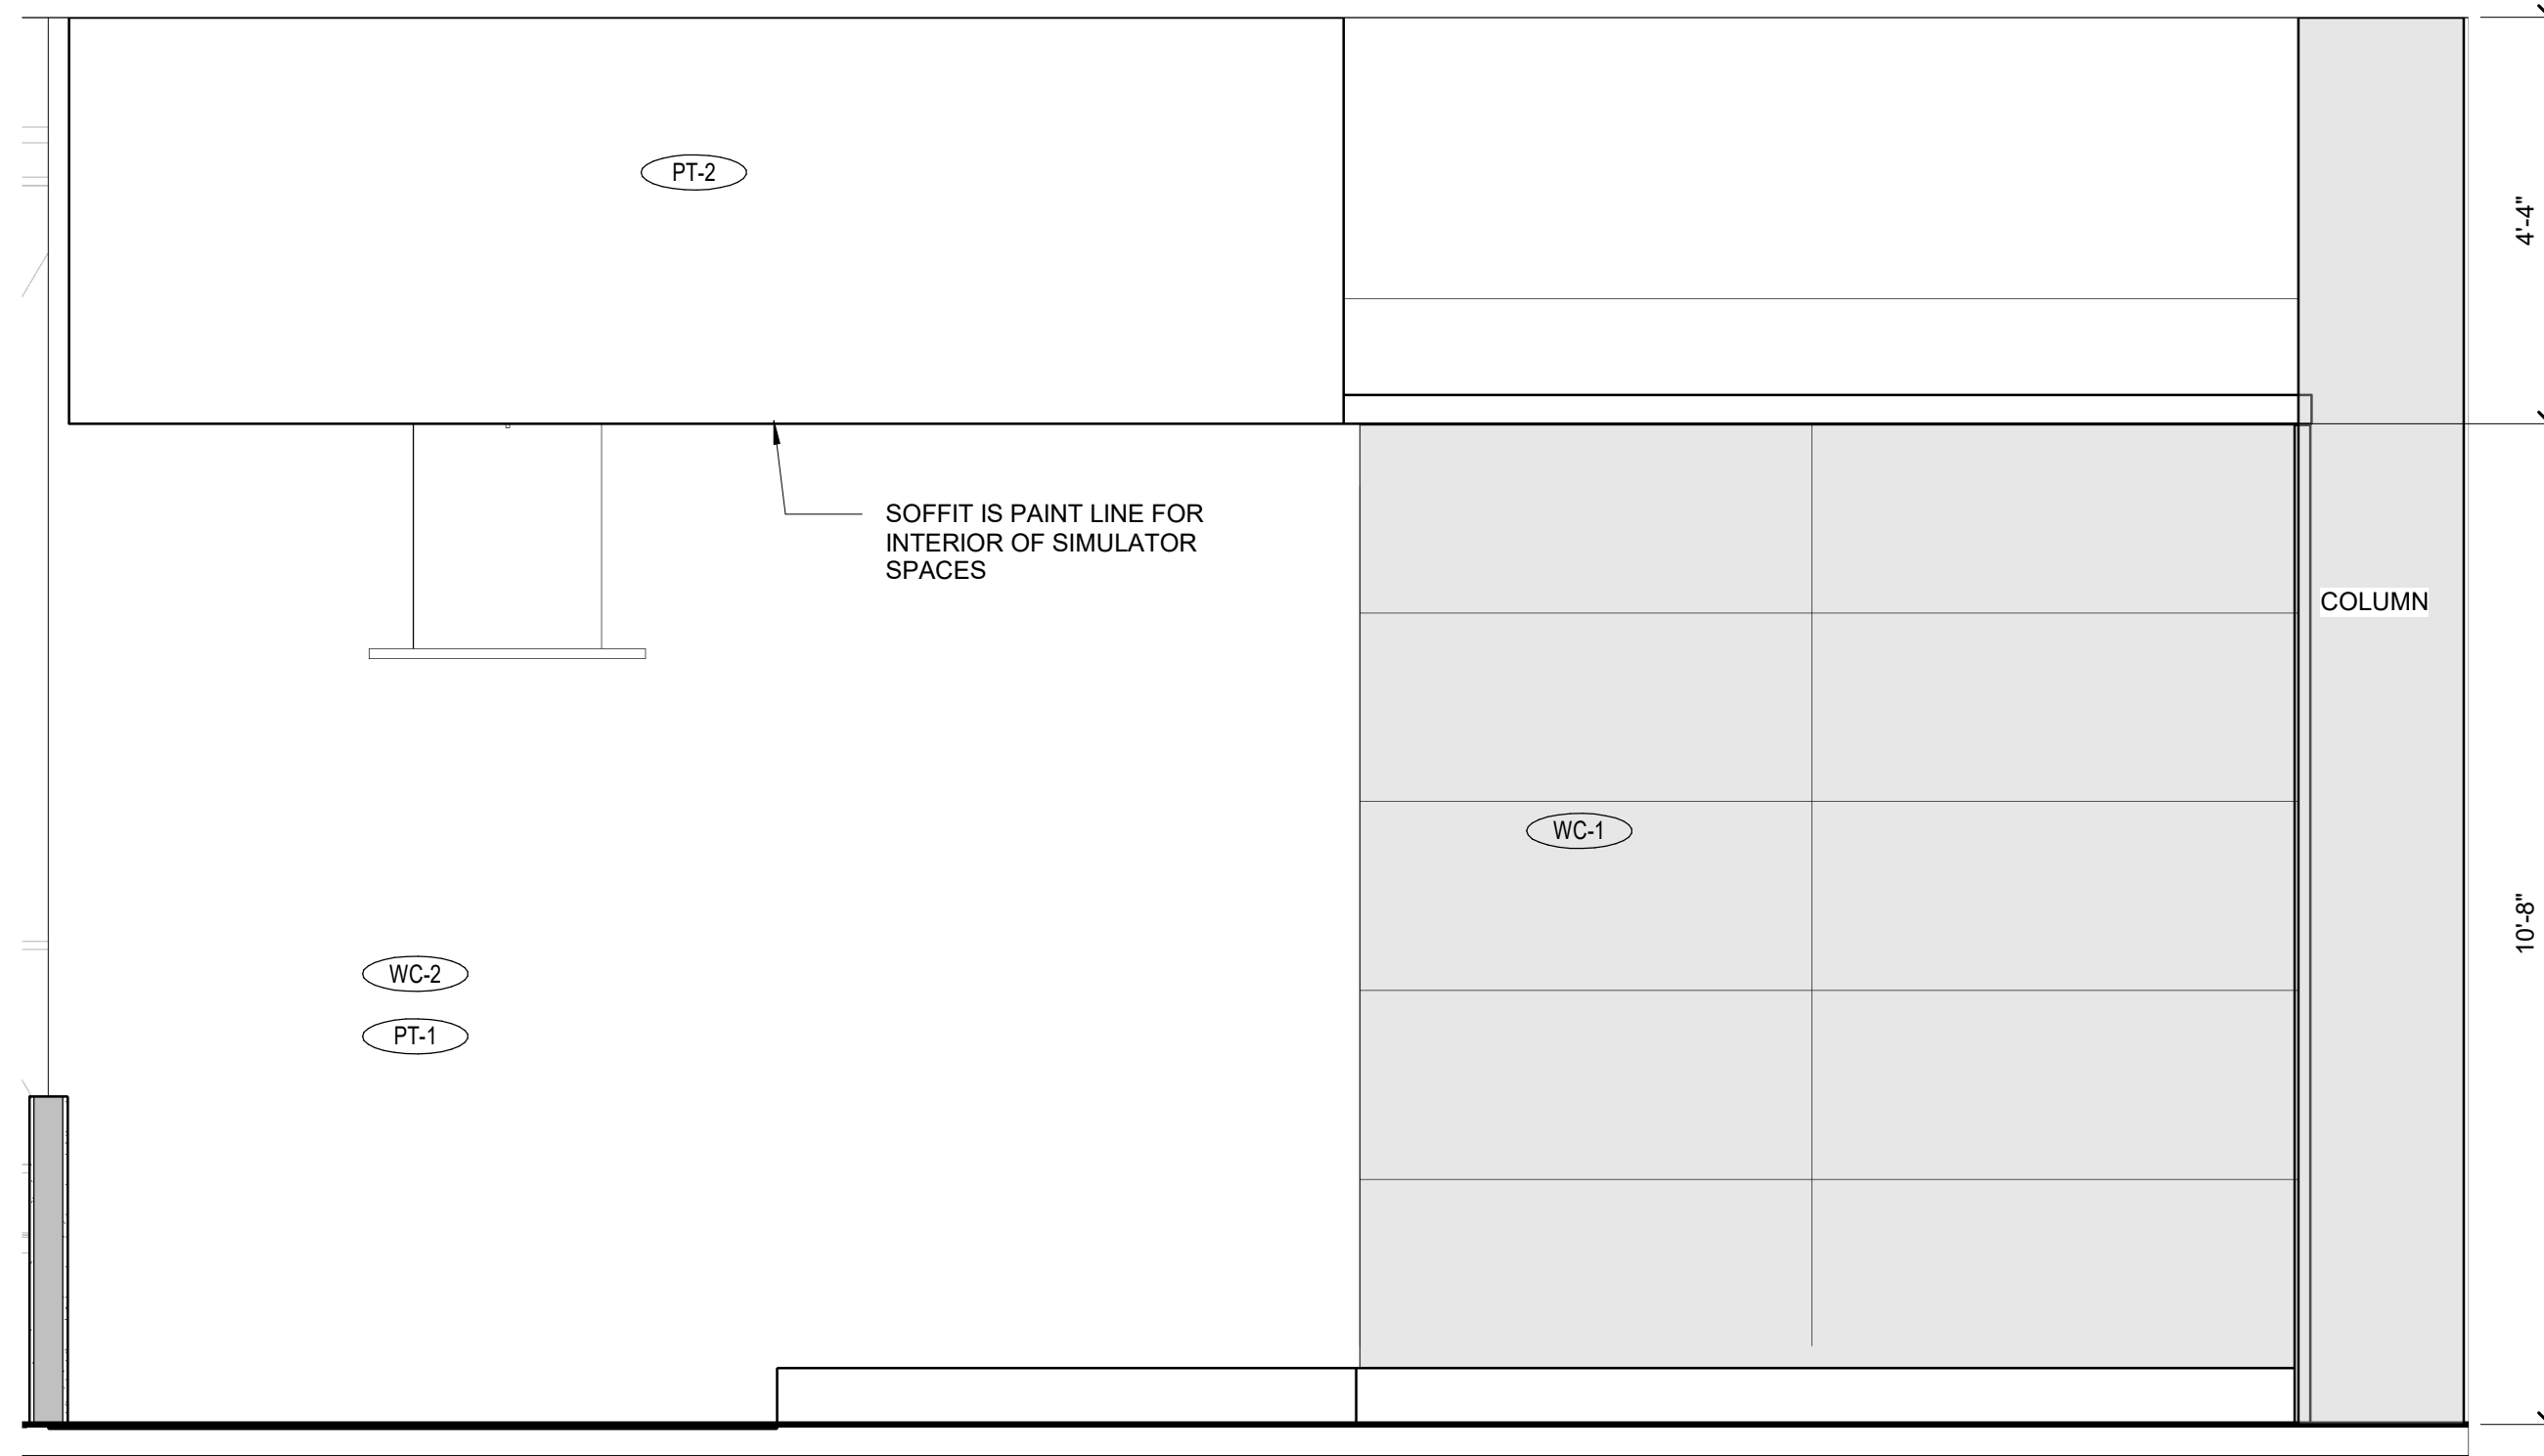 PT-2
4'-4"
SOFFIT IS PAINT LINE FOR
INTERIOR OF SIMULATOR
SPACES
COLUMN
WC-1
10'-8"
WC-2
PT-1